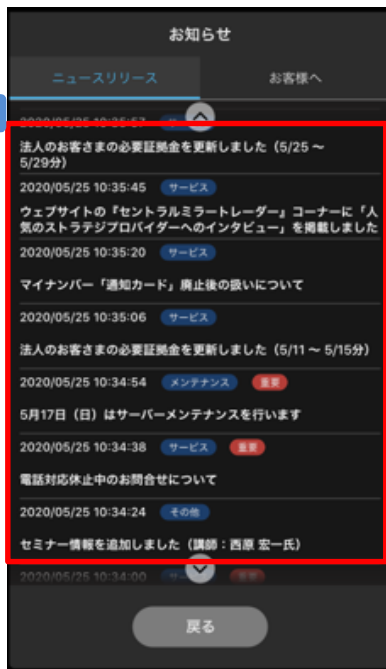 お知らせ
ニュースリリース
お客様へ
2020/05/25 10:35:57
法人のお客さまの必要証拠金を更新しました（5/25 ～
5/29分）
2020/05/25 10:35:45 サービス
ウェブサイトの『セントラルミラートレーダー』コーナーに「人
気のストラテジプロバイダーへのインタビュー」を掲載しました
2020/05/25 10:35:20 サービス
マイナンバー「通知カード」廃止後の扱いについて
2020/05/25 10:35:06 サービス
法人のお客さまの必要証拠金を更新しました（5/11 ～ 5/15分）
2020/05/25 10:34:54 メンテナンス 重要
5月17日（日）はサーバーメンテナンスを行います
2020/05/25 10:34:38 サービス 重要
電話対応休止中のお問合せについて
2020/05/25 10:34:24 その他
セミナー情報を追加しました（講師：西原 宏一氏）
2020/05/25 10:34:00 重要
戻る